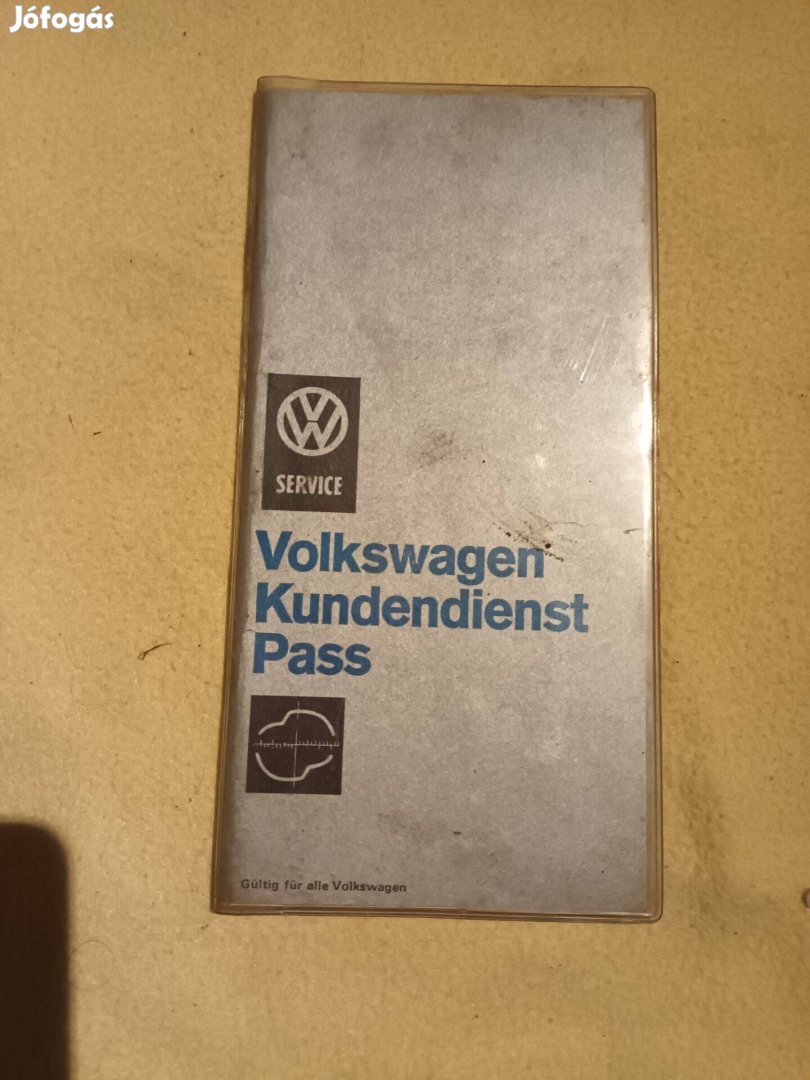 Jófogás
VW
SERVICE
Volkswagen
Kundendienst
Pass
Gültig für alle Volkswagen